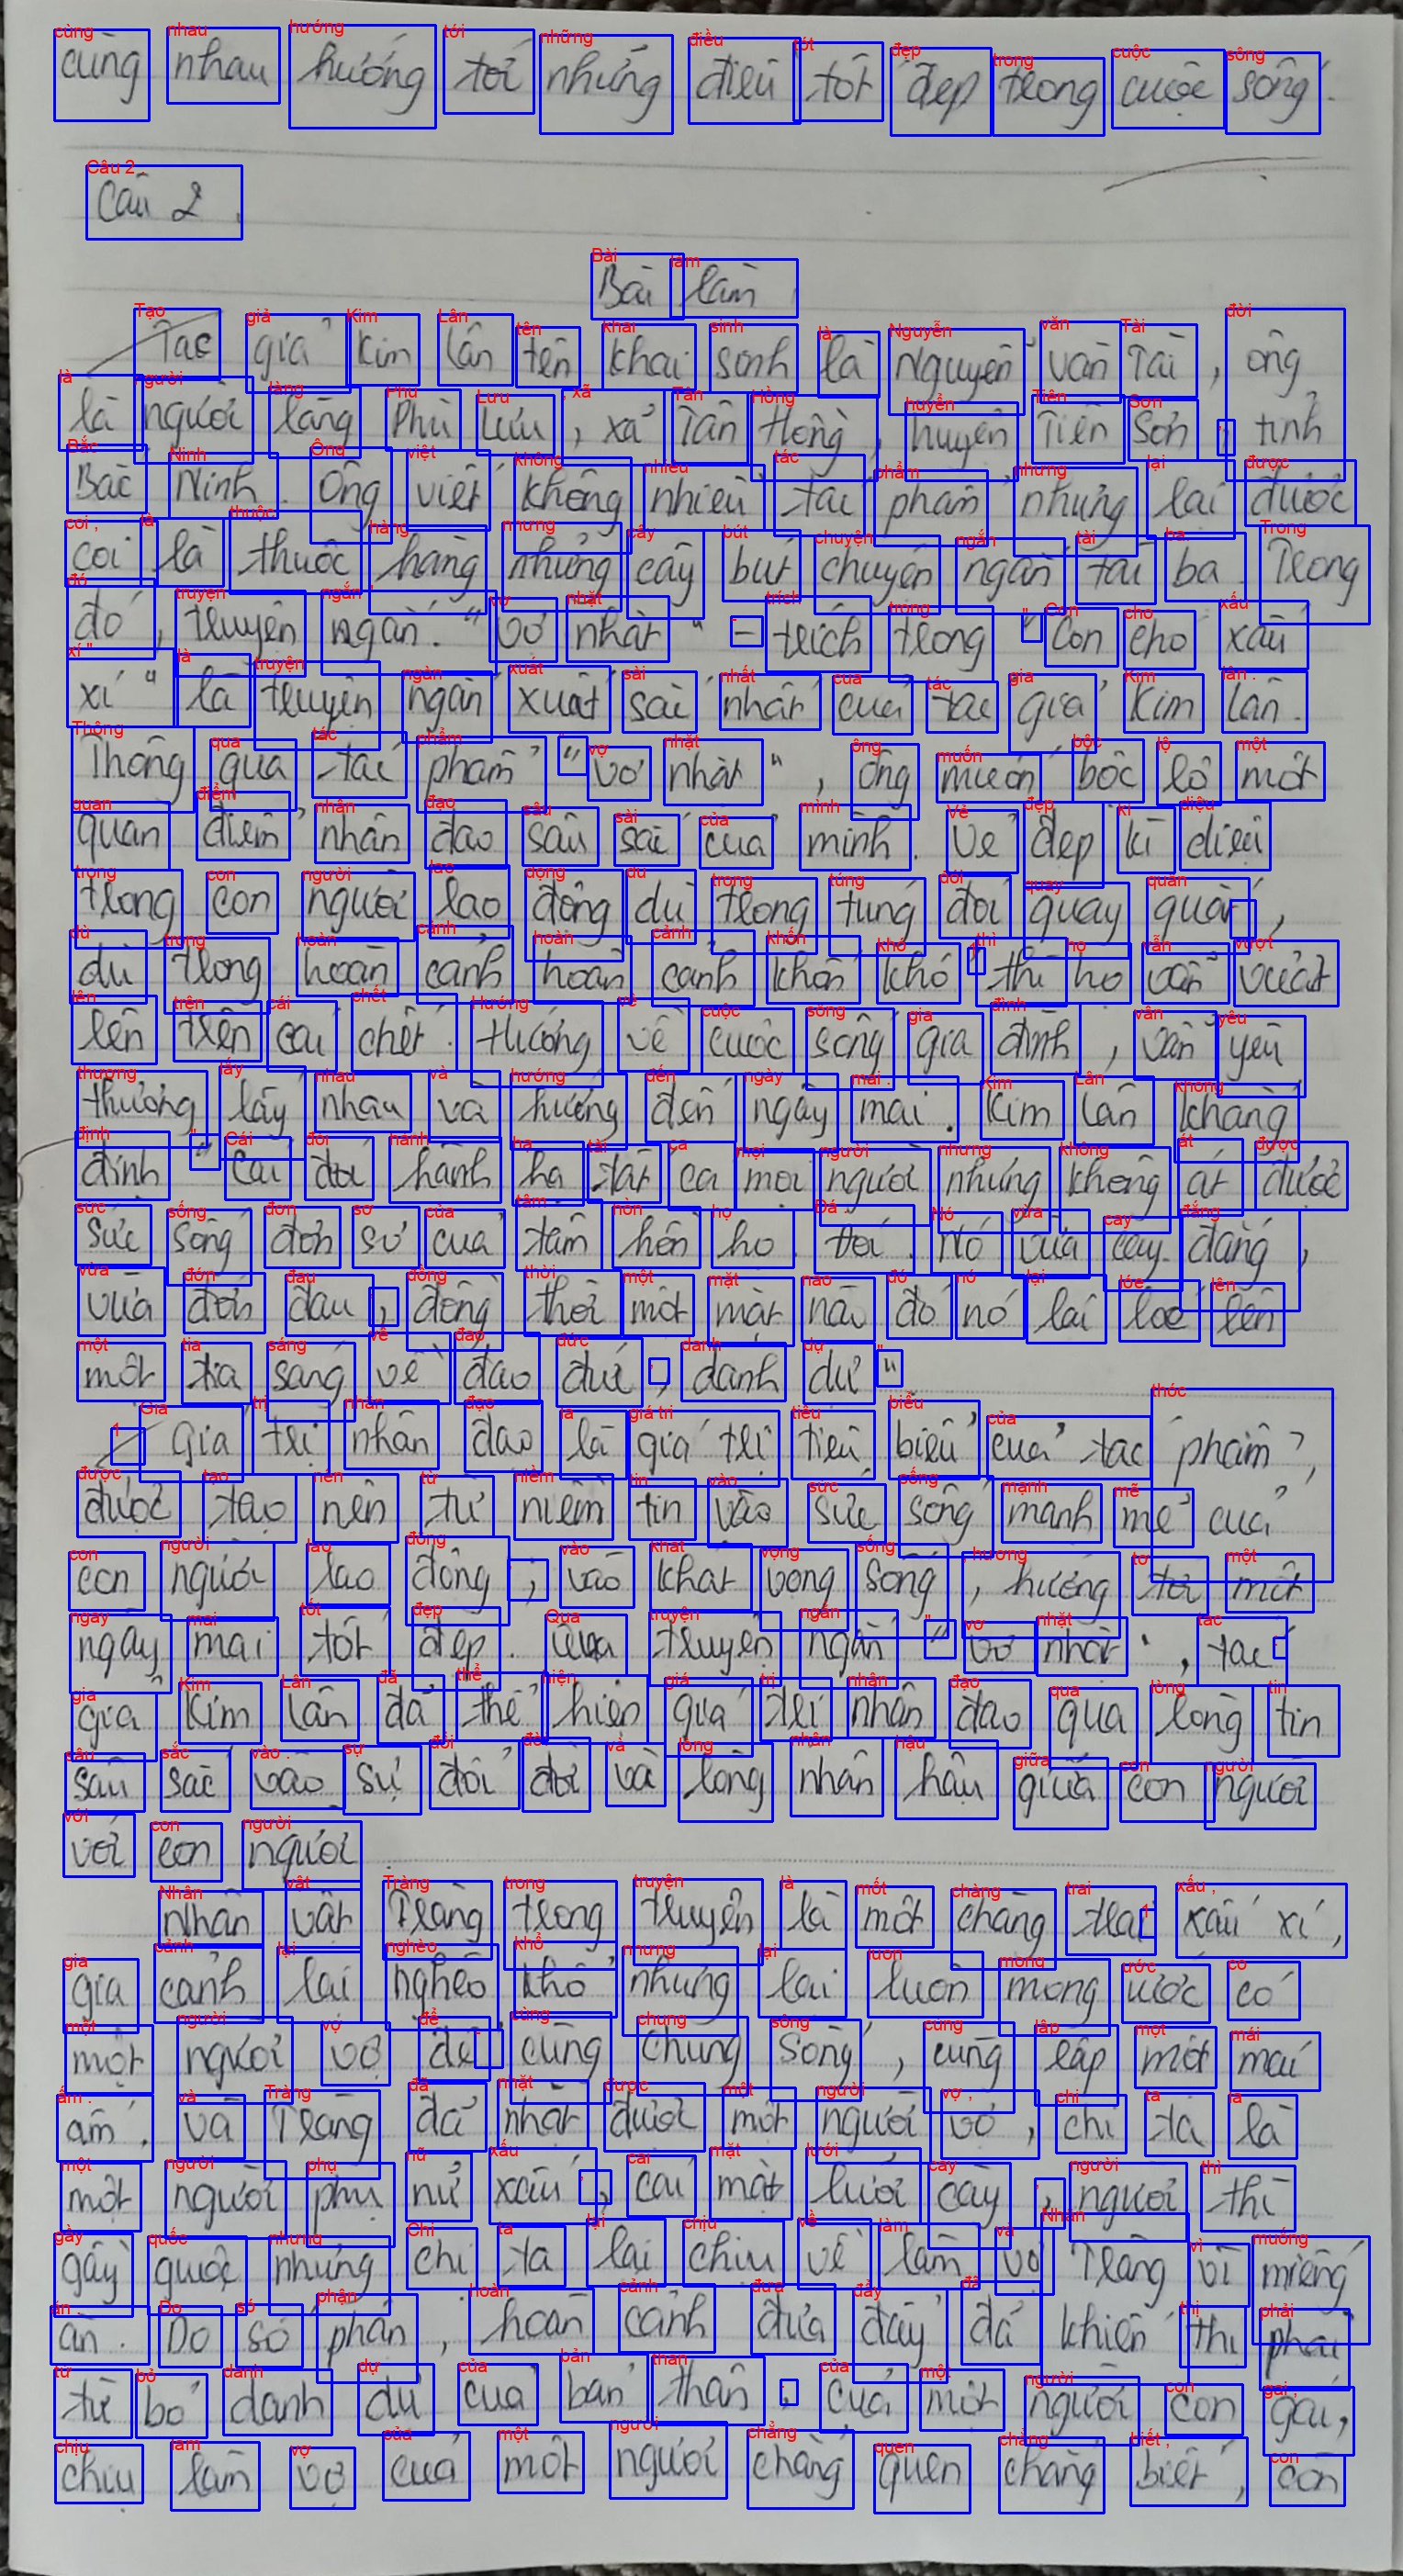 cùng nhau hướng tới những điều tốt đẹp trong cuộc sống.
Câu 2.
Bài làm
Tác giả Kim Lân tên khai sinh là Nguyễn Văn Tài, ông
là người làng Phù Lưu, xã Tân Hồng, huyện Tiên Sơn, tỉnh
Bắc Ninh. Ông viết không nhiều tác phẩm nhưng lại được
coi là thuộc hàng những cây bút chuyện ngắn tài ba. Trong
đó, truyện ngắn. "Vợ nhặt" - trích trong "Con chó xấu
xí" là truyện ngắn xuất sắc nhất của tác giả Kim Lân.
Thông qua tác phẩm "Vợ nhặt", ông muốn bộc lộ một
quan điểm nhân đạo sâu sắc của mình. Vẻ đẹp kì diệu
trong con người lao động dù trong túng đói quay quắt,
dù trong hoàn cảnh hoàn cảnh khốn khó, thì họ vẫn vượt
lên trên cái chết. Hướng về cuộc sống gia đình, vẫn yêu
thương lấy nhau và hướng đến ngày mai. Kim Lân khẳng
định "Cái đói hành hạ tất cả mọi người nhưng không át được
sức sống đơn sơ của tâm hồn họ. Đói. Nó vừa cay đắng,
vừa đớn đau, đồng thời một mặt nào đó nó lại loé lên
một tia sáng về đạo đức, danh dự"
Giá trị nhân đạo là giá trị tiêu biểu của tác phẩm,
được tạo nên từ niềm tin vào sức sống mạnh mẽ của
con người lao động, vào khát vọng sống, hướng tới một
ngày mai tốt đẹp. Qua truyện ngắn "Vợ nhặt", tác
giả Kim Lân đã thể hiện giá trị nhân đạo qua lòng tin
sâu sắc vào sự đổi đời và lòng nhân hậu giữa con người
với con người
Nhân vật Tràng trong truyện là một chàng trai xấu xí,
gia cảnh lại nghèo khổ nhưng lại luôn mong ước có
một người vợ để cùng chung sống, cùng lập một mái
ấm. Và Tràng đã nhặt được một người vợ, chị ta là
một người phụ nữ xấu, cái mặt lưỡi cày, người thì
gầy guộc nhưng chị ta lại chịu về làm vợ Tràng vì miếng
ăn. Do số phận, hoàn cảnh đưa đẩy đã khiến thị phải
từ bỏ danh dự của bản thân, của một người con gái,
chịu làm vợ của một người chẳng quen chẳng biết, còn